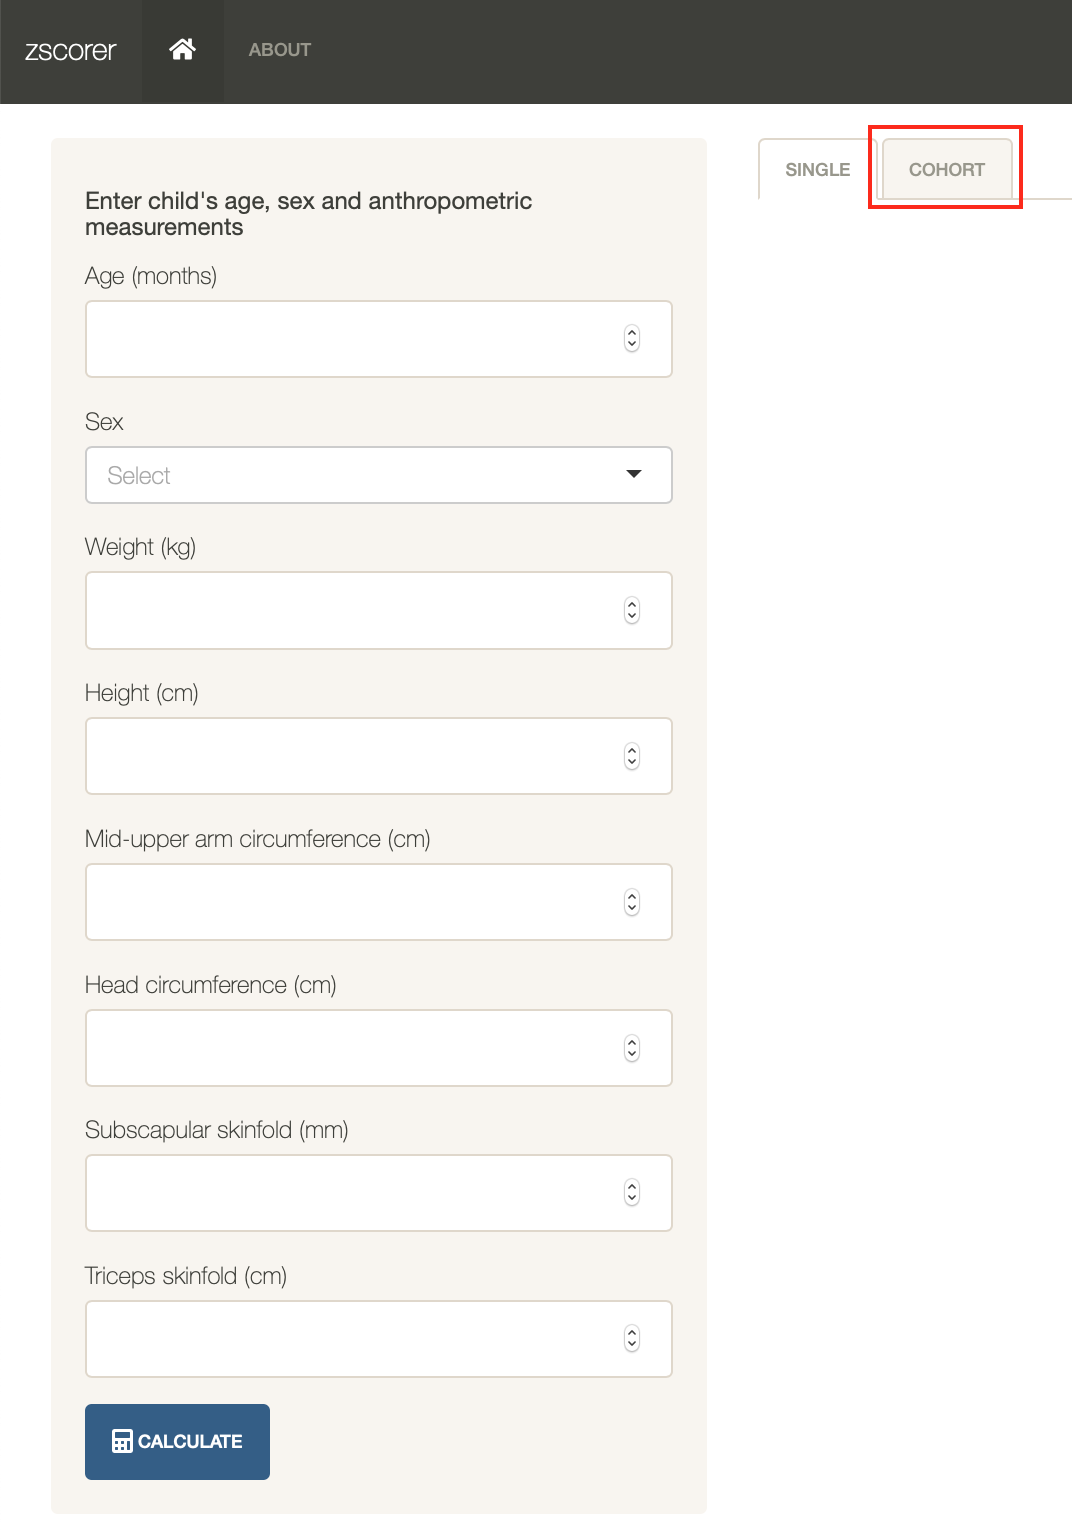 zscorer
ABOUT
SINGLE
COHORT
Enter child's age, sex and anthropometric
measurements
Age (months)
Sex
Select
Weight (kg)
Height (cm)
Mid-upper arm circumference (cm)
Head circumference (cm)
Subscapular skinfold (mm)
Triceps skinfold (cm)
CALCULATE